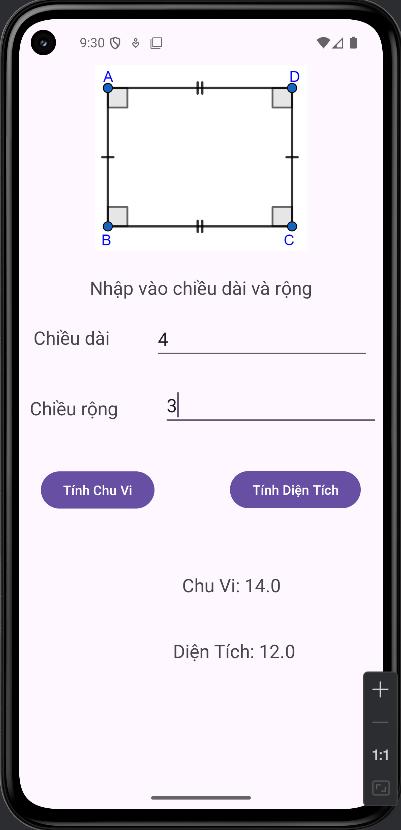 9:30
A D
B C
Nhập vào chiều dài và rộng
Chiều dài 4
Chiều rộng 3
Tính Chu Vi Tính Diện Tích
Chu Vi: 14.0
Diện Tích: 12.0
1:1